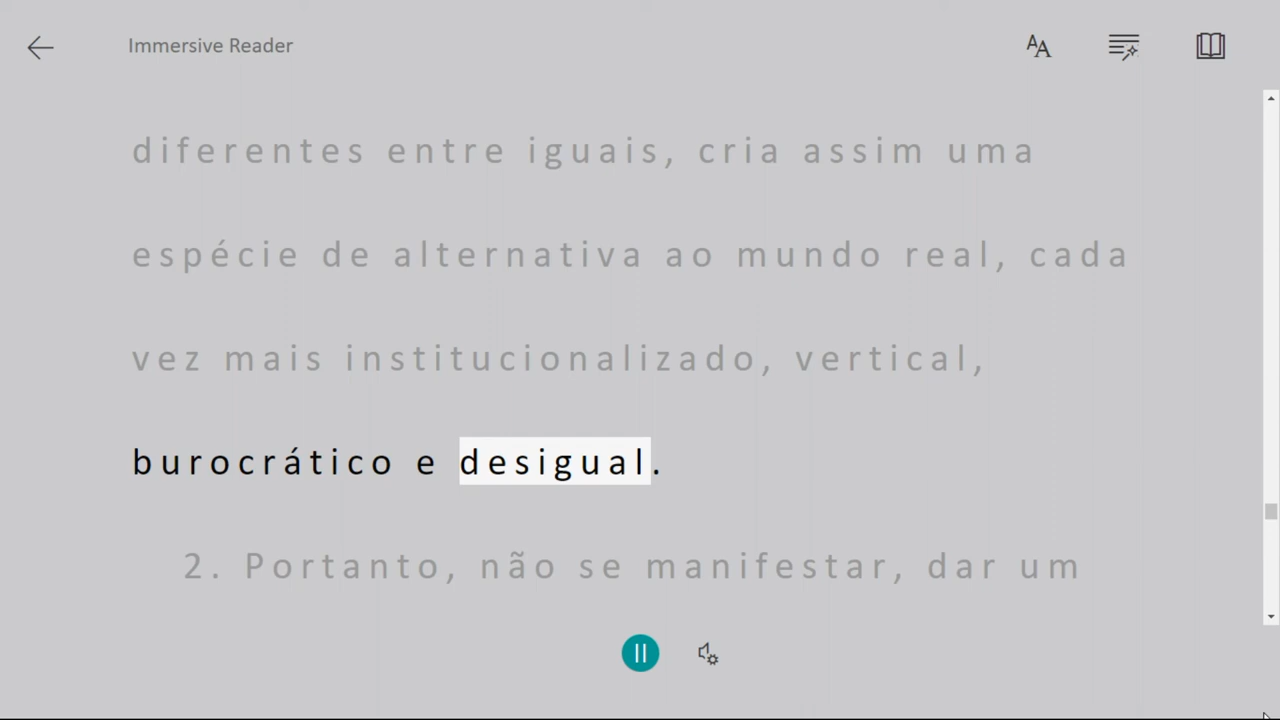 Immersive Reader
diferentes entre iguais, cria assim uma
espécie de alternativa ao mundo real, cada
vez mais institucionalizado, vertical,
burocrático e desigual.
2. Portanto, não se manifestar, dar um